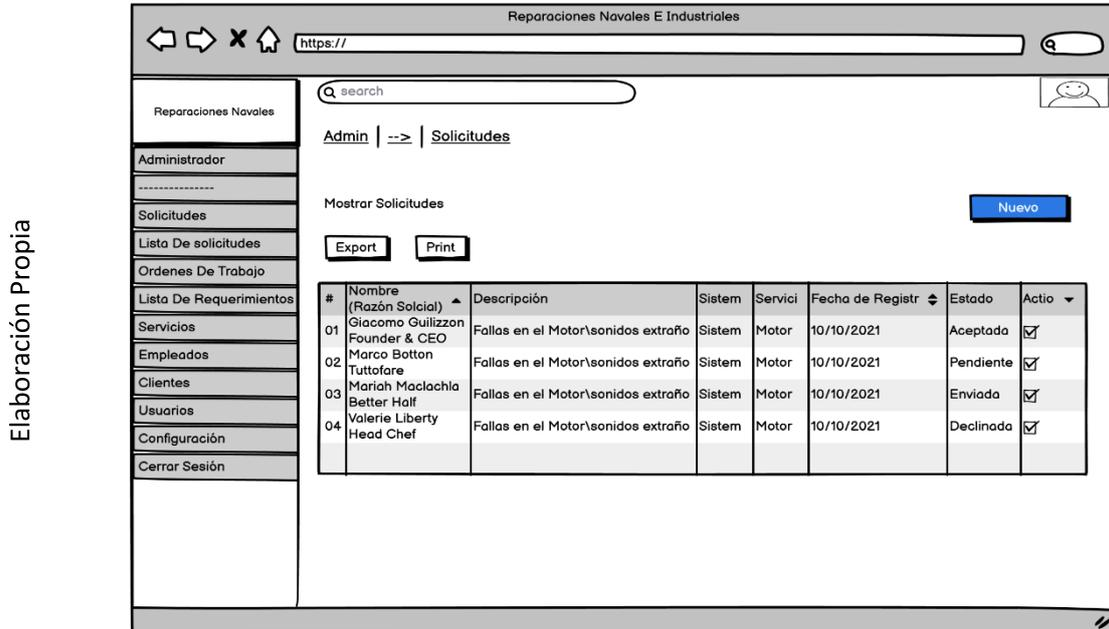 Reparaciones Navales E Industriales
https://
Reparaciones Navales
search
Admin | --> | Solicitudes
Administrador
---------------
Solicitudes
Lista De solicitudes
Ordenes De Trabajo
Lista De Requerimientos
Servicios
Empleados
Clientes
Usuarios
Configuración
Cerrar Sesión
Mostrar Solicitudes
Nuevo
Export Print
# Nombre (Razón Solcial) Descripción Sistem Servici Fecha de Registr Estado Actio
01 Giacomo Guilizzon Founder & CEO Fallas en el Motor\sonidos extraño Sistem Motor 10/10/2021 Aceptada
02 Marco Botton Tuttofare Fallas en el Motor\sonidos extraño Sistem Motor 10/10/2021 Pendiente
03 Mariah Maclachla Better Half Fallas en el Motor\sonidos extraño Sistem Motor 10/10/2021 Enviada
04 Valerie Liberty Head Chef Fallas en el Motor\sonidos extraño Sistem Motor 10/10/2021 Declinada
Elaboración Propia